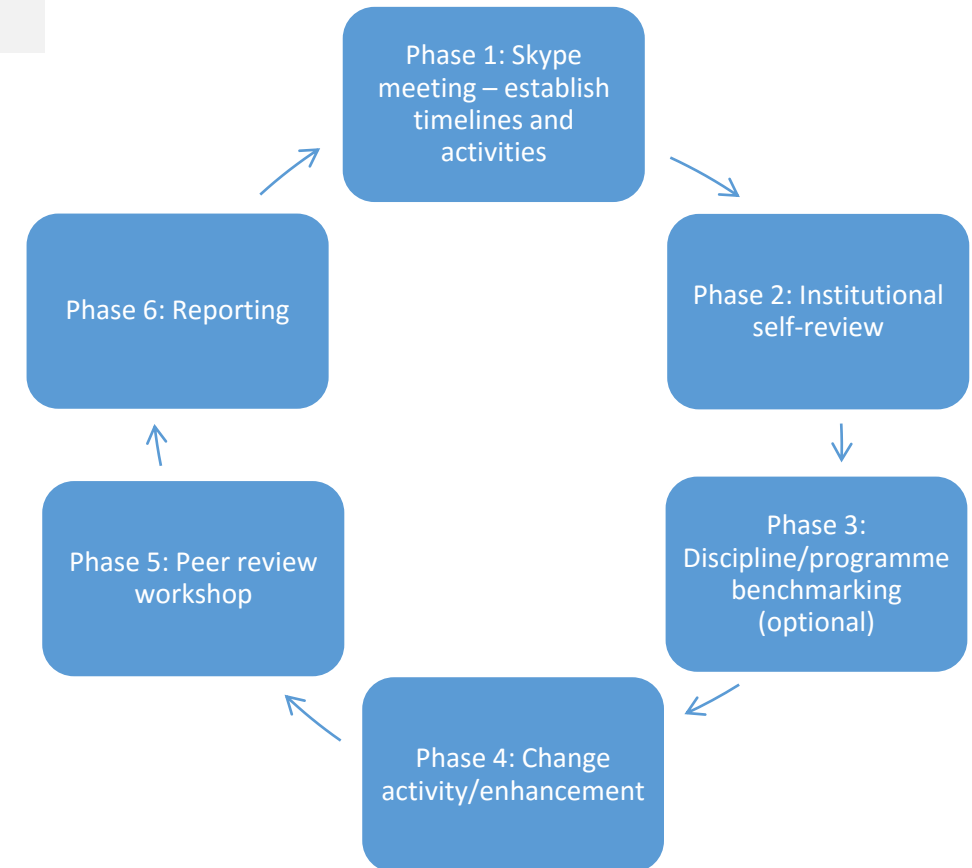 Phase 1: Skype
meeting – establish
timelines and
activities
Phase 2: Institutional
self-review
Phase 3:
Discipline/programme
benchmarking
(optional)
Phase 4: Change
activity/enhancement
Phase 5: Peer review
workshop
Phase 6: Reporting